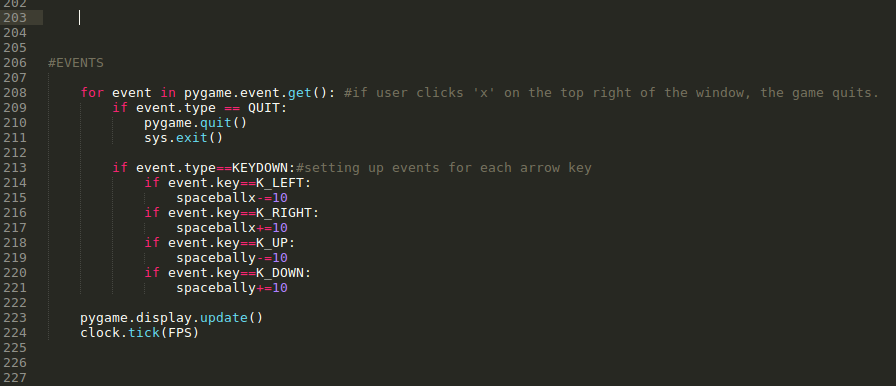 202
203
204
205
206 #EVENTS
207
208 for event in pygame.event.get(): #if user clicks 'x' on the top right of the window, the game quits.
209 if event.type == QUIT:
210 pygame.quit()
211 sys.exit()
212
213 if event.type==KEYDOWN:#setting up events for each arrow key
214 if event.key==K_LEFT:
215 spaceballx-=10
216 if event.key==K_RIGHT:
217 spaceballx+=10
218 if event.key==K_UP:
219 spacebally-=10
220 if event.key==K_DOWN:
221 spacebally+=10
222
223 pygame.display.update()
224 clock.tick(FPS)
225
226
227